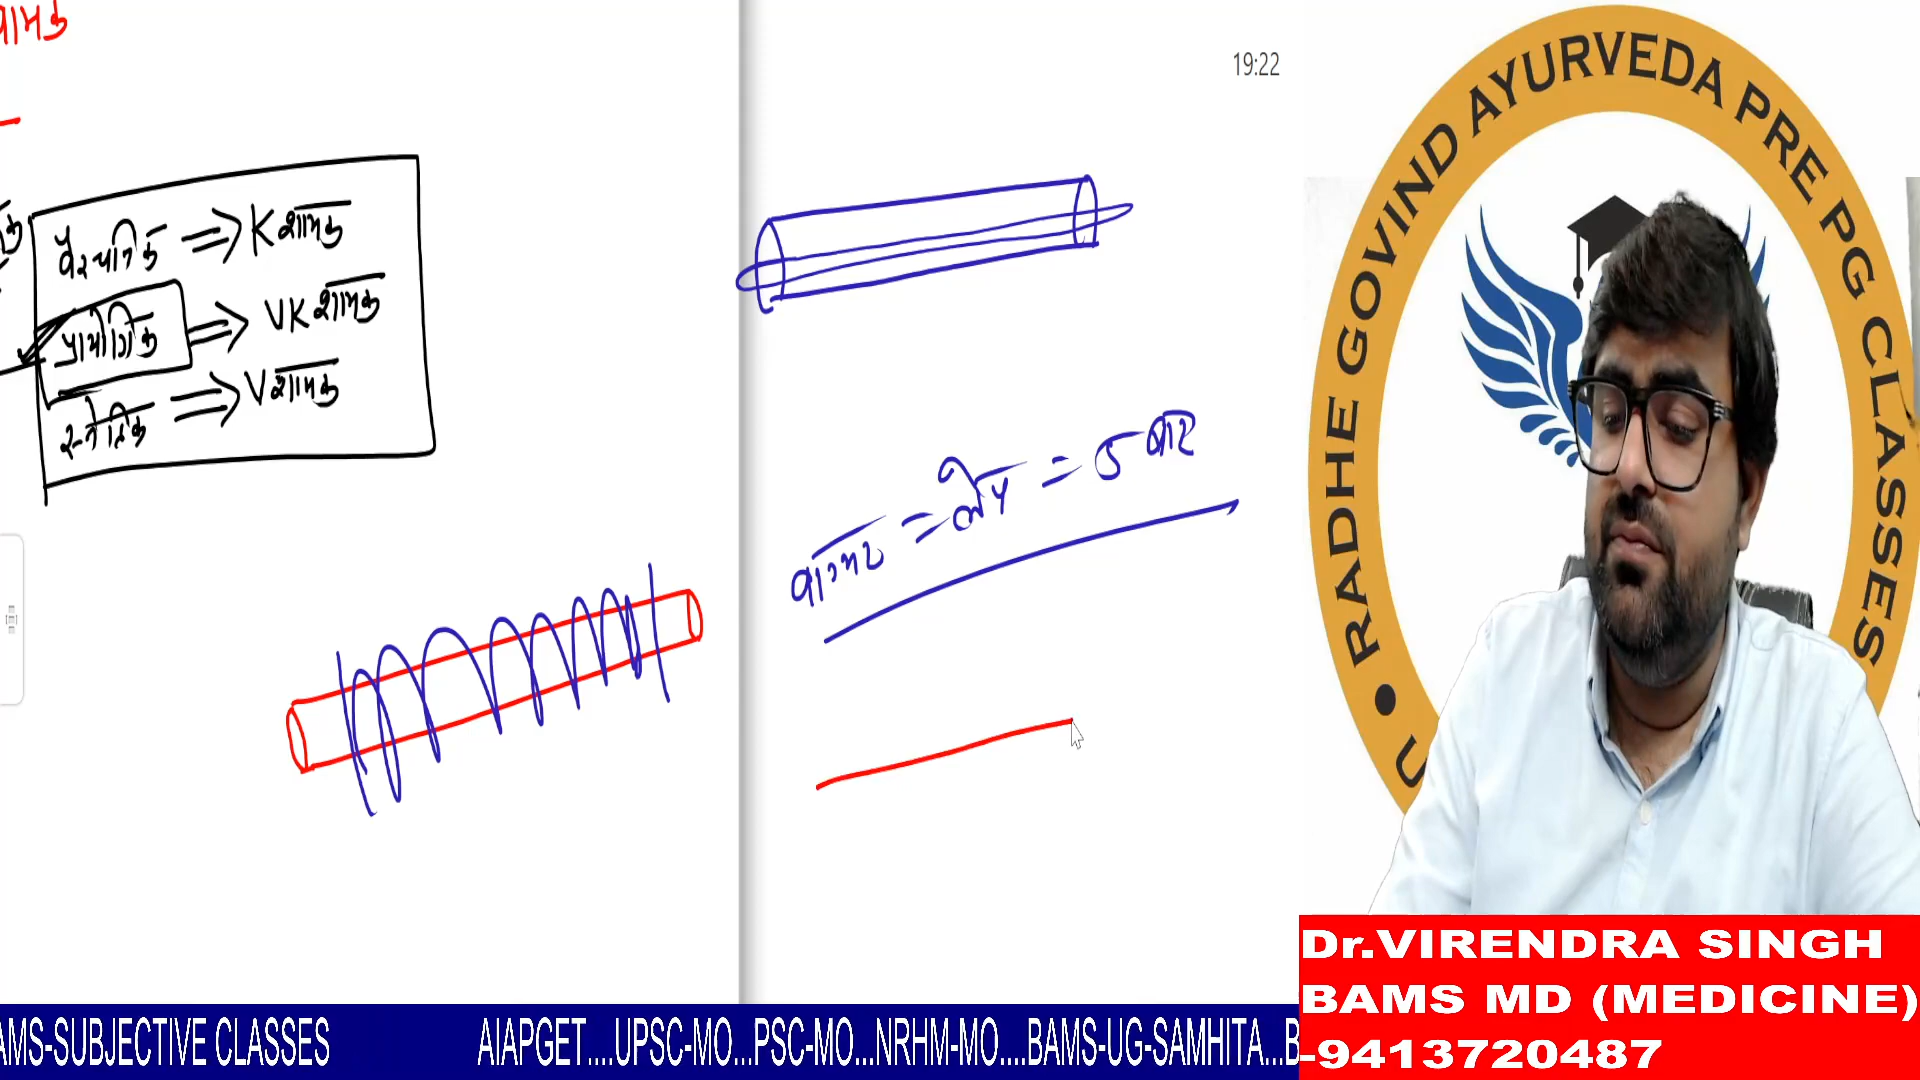 19:22
वैरेचनिक => K शामक
प्रायोगिक => VK शामक
स्नैहिक => V शामक
वाग्भट = लेप = 5 बार
RADHE GOVIND AYURVEDA PRE PG CLASSES
Dr.VIRENDRA SINGH
BAMS MD (MEDICINE)
-9413720487
AMS-SUBJECTIVE CLASSES AIAPGET....UPSC-MO...PSC-MO...NRHM-MO....BAMS-UG-SAMHITA...B